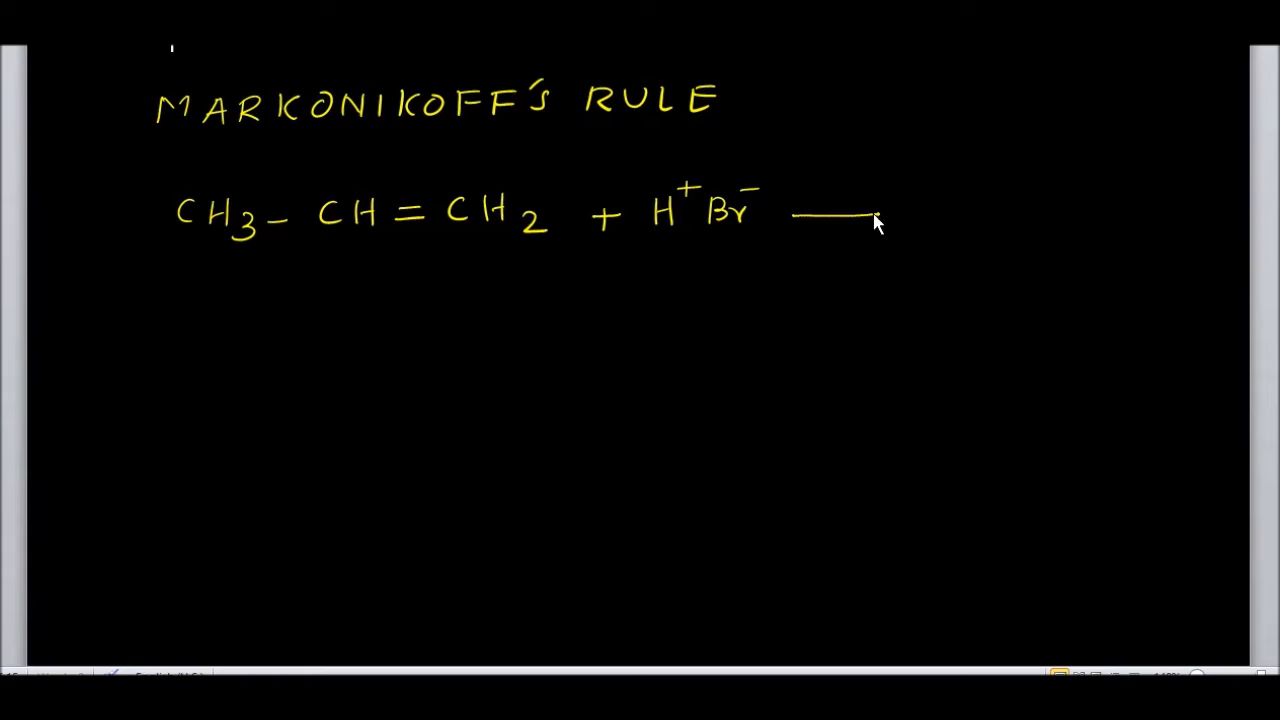 MARKONIKOFF'S RULE
CH3 - CH = CH2 + H+ Br-